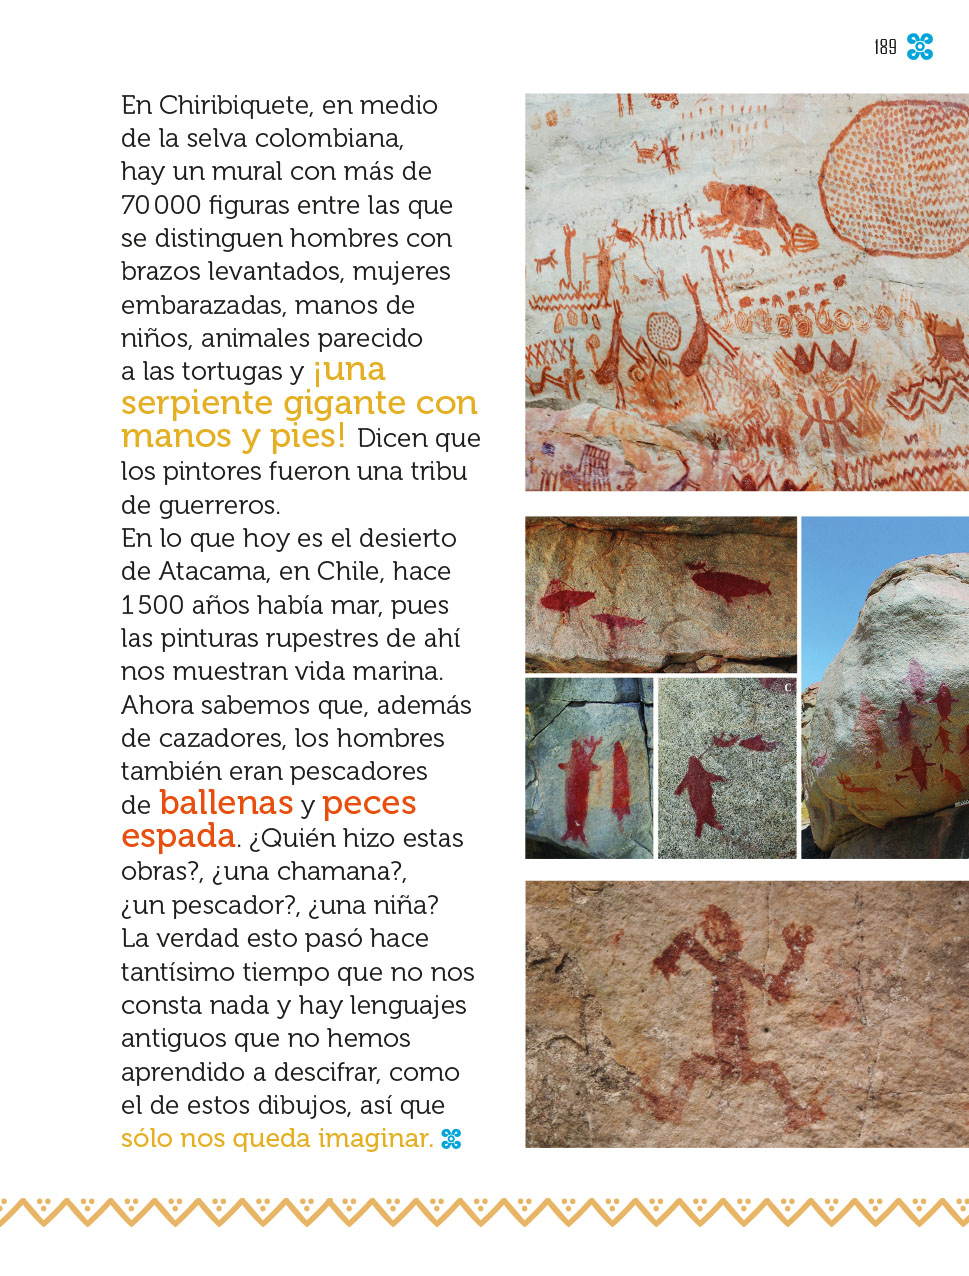 189
En Chiribiquete, en medio
de la selva colombiana,
hay un mural con más de
70 000 figuras entre las que
se distinguen hombres con
brazos levantados, mujeres
embarazadas, manos de
niños, animales parecido
a las tortugas y ¡una
serpiente gigante con
manos y pies! Dicen que
los pintores fueron una tribu
de guerreros.
En lo que hoy es el desierto
de Atacama, en Chile, hace
1 500 años había mar, pues
las pinturas rupestres de ahí
nos muestran vida marina.
Ahora sabemos que, además
de cazadores, los hombres
también eran pescadores
de ballenas y peces
espada. ¿Quién hizo estas
obras?, ¿una chamana?,
¿un pescador?, ¿una niña?
La verdad esto pasó hace
tantísimo tiempo que no nos
consta nada y hay lenguajes
antiguos que no hemos
aprendido a descifrar, como
el de estos dibujos, así que
sólo nos queda imaginar.
C